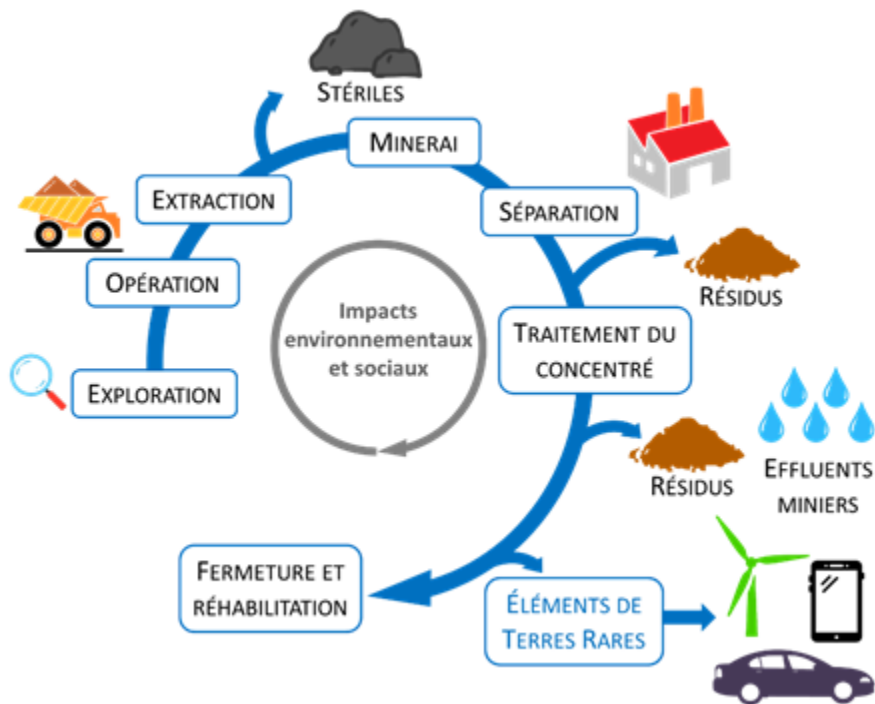 STÉRILES
MINERAI
EXTRACTION
SÉPARATION
OPÉRATION
RÉSIDUS
Impacts
environnementaux
et sociaux
TRAITEMENT DU
CONCENTRÉ
EXPLORATION
RÉSIDUS
EFFLUENTS
MINIERS
FERMETURE ET
RÉHABILITATION
ÉLÉMENTS DE
TERRES RARES